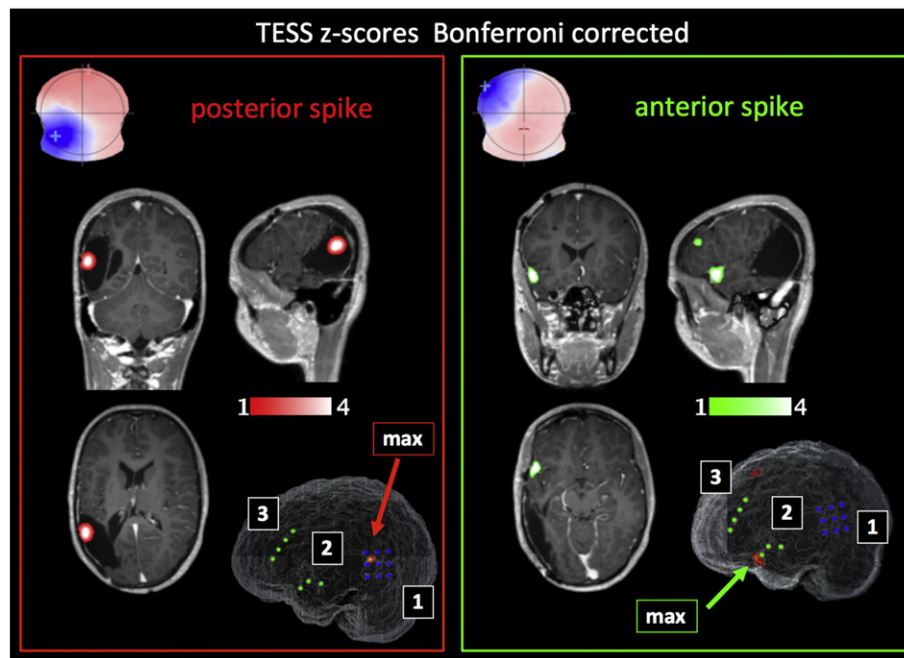 TESS z-scores Bonferroni corrected
posterior spike
1 4
max
3
2
1
anterior spike
1 4
3
2
1
max